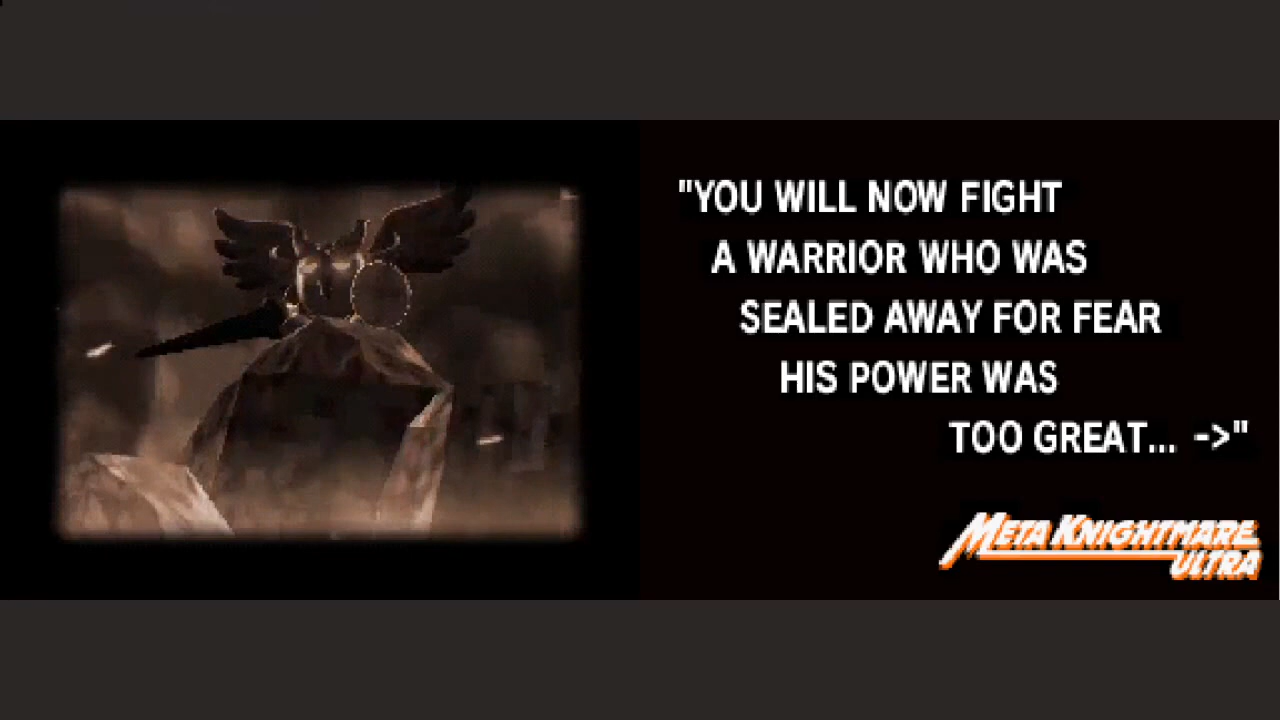 "YOU WILL NOW FIGHT
A WARRIOR WHO WAS
SEALED AWAY FOR FEAR
HIS POWER WAS
TOO GREAT... ->"
META KNIGHTMARE
ULTRA